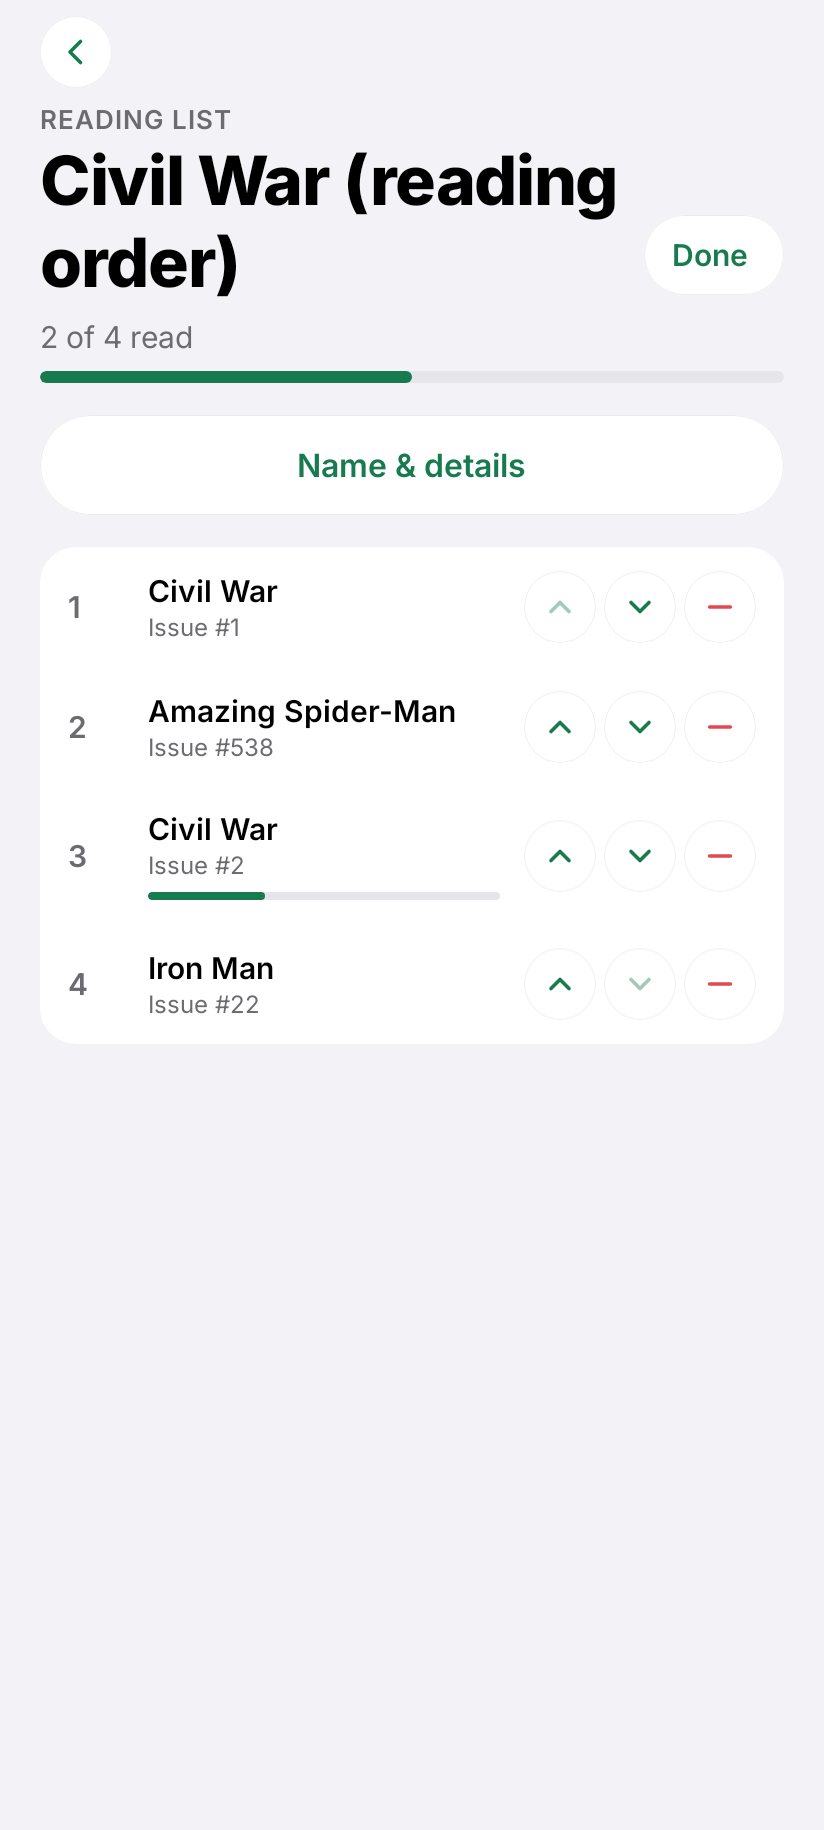 READING LIST
Civil War (reading
order)
Done
2 of 4 read
Name & details
1
Civil War
Issue #1
2
Amazing Spider-Man
Issue #538
3
Civil War
Issue #2
4
Iron Man
Issue #22